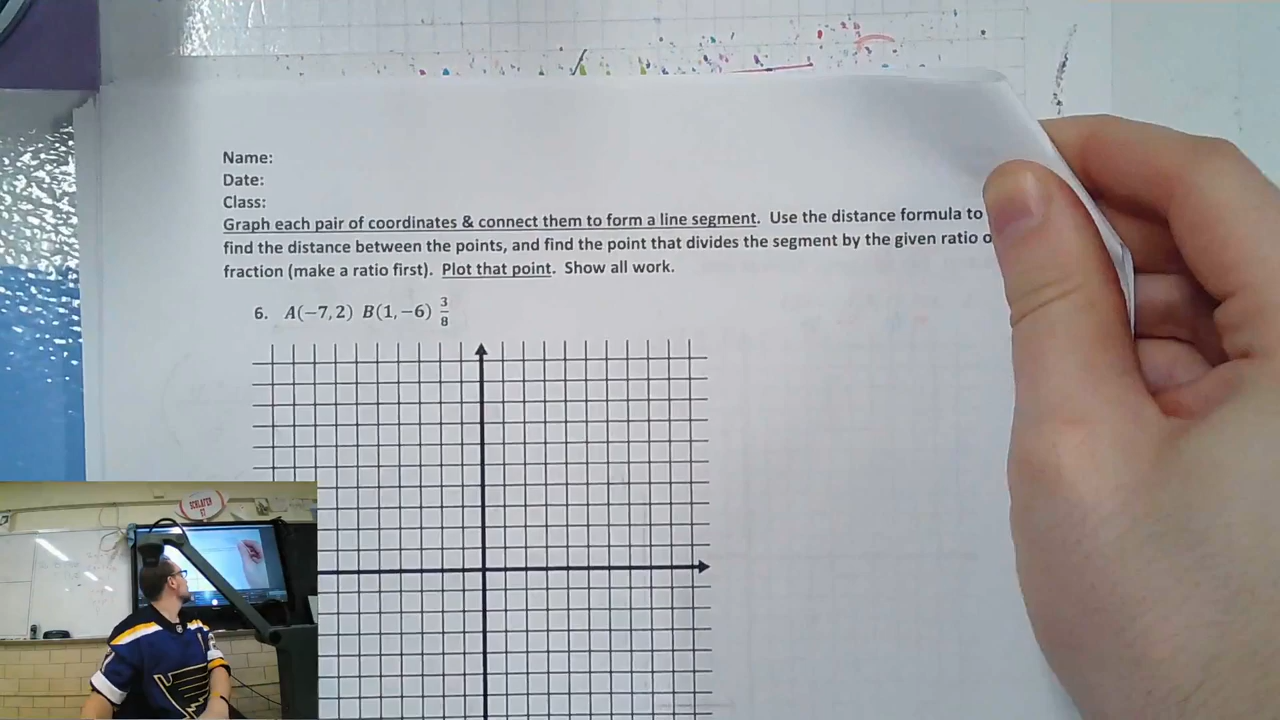 Name:
Date:
Class:
Graph each pair of coordinates & connect them to form a line segment. Use the distance formula to
find the distance between the points, and find the point that divides the segment by the given ratio
fraction (make a ratio first). Plot that point. Show all work.
6. A(−7,2) B(1,−6) 3/8